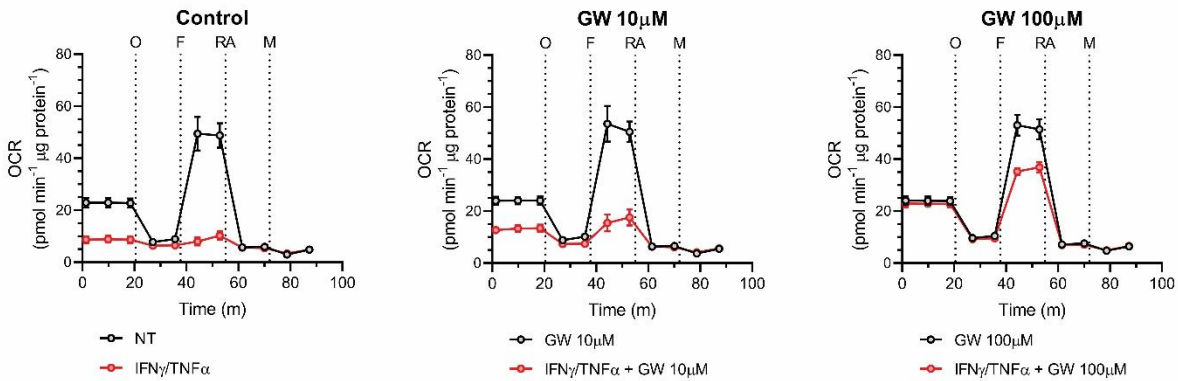 Control
O F RA M
80
60
40
20
0
OCR
(pmol min⁻¹ μg protein⁻¹)
0 20 40 60 80 100
Time (m)
NT
IFNγ/TNFα
GW 10μM
O F RA M
80
60
40
20
0
OCR
(pmol min⁻¹ μg protein⁻¹)
0 20 40 60 80 100
Time (m)
GW 10μM
IFNγ/TNFα + GW 10μM
GW 100μM
O F RA M
80
60
40
20
0
OCR
(pmol min⁻¹ μg protein⁻¹)
0 20 40 60 80 100
Time (m)
GW 100μM
IFNγ/TNFα + GW 100μM